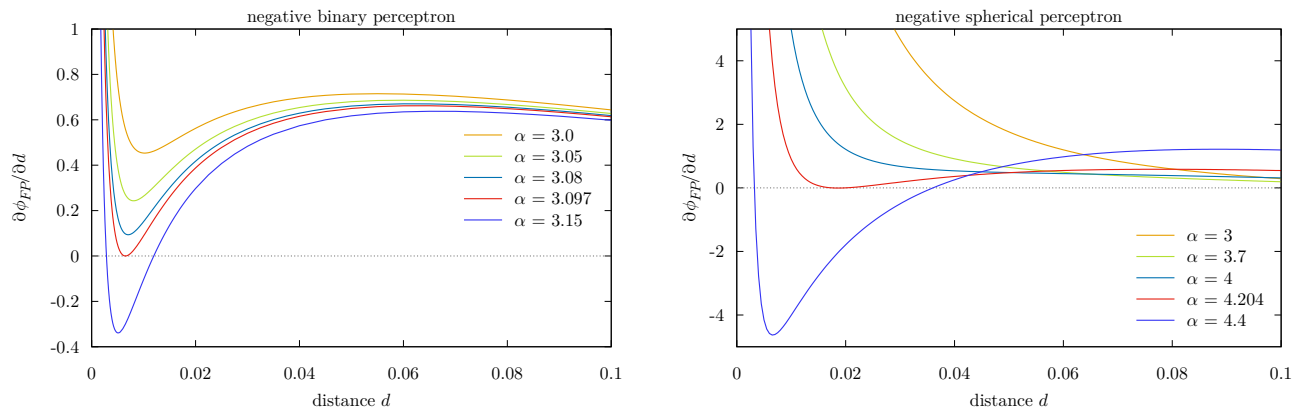 negative binary perceptron
∂ϕ_FP/∂d
1
0.8
0.6
0.4
0.2
0
-0.2
-0.4
α = 3.0
α = 3.05
α = 3.08
α = 3.097
α = 3.15
0 0.02 0.04 0.06 0.08 0.1
distance d
negative spherical perceptron
∂ϕ_FP/∂d
4
2
0
-2
-4
α = 3
α = 3.7
α = 4
α = 4.204
α = 4.4
0 0.02 0.04 0.06 0.08 0.1
distance d